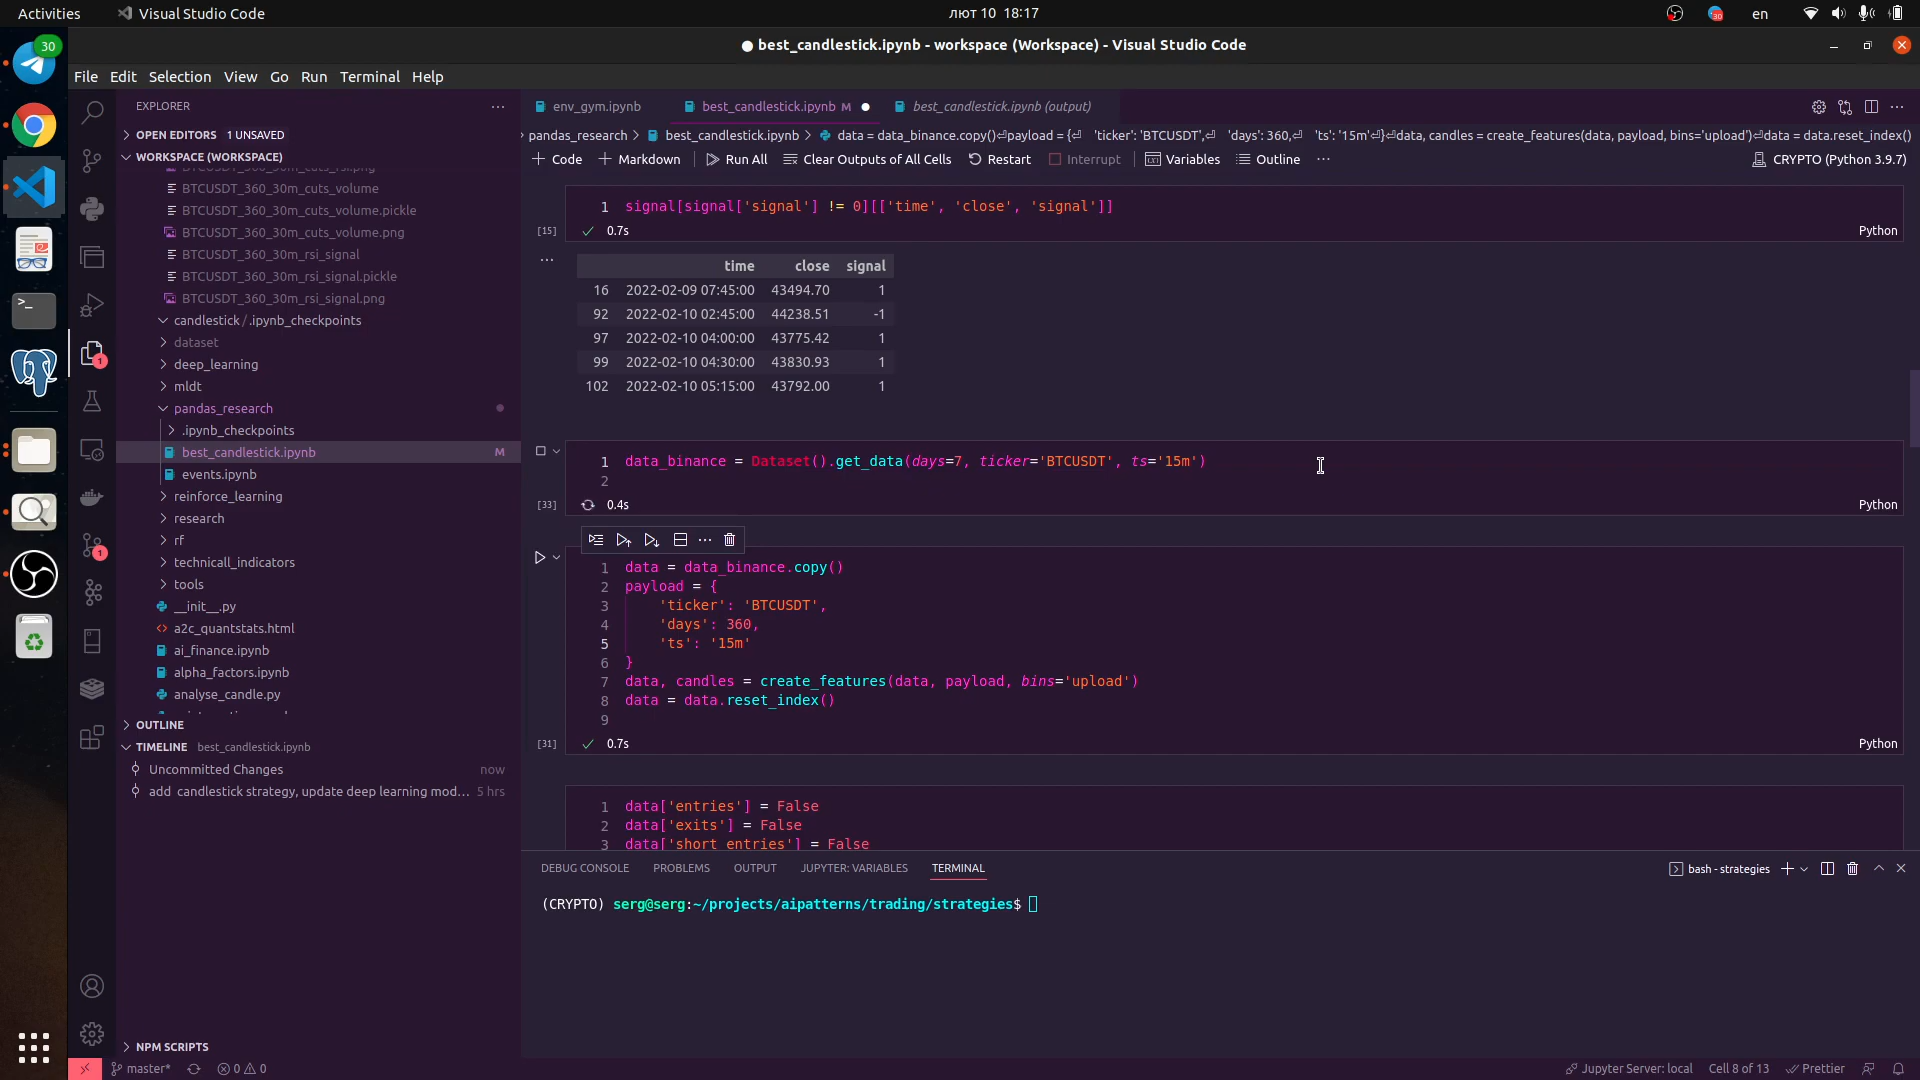 Activities
Visual Studio Code
лют 10 18:17
30
en
30
● best_candlestick.ipynb - workspace (Workspace) - Visual Studio Code
File Edit Selection View Go Run Terminal Help
EXPLORER
OPEN EDITORS 1 UNSAVED
WORKSPACE (WORKSPACE)
BTCUSDT_360_30m_cuts_rsi.png
BTCUSDT_360_30m_cuts_volume
BTCUSDT_360_30m_cuts_volume.pickle
BTCUSDT_360_30m_cuts_volume.png
BTCUSDT_360_30m_rsi_signal
BTCUSDT_360_30m_rsi_signal.pickle
BTCUSDT_360_30m_rsi_signal.png
candlestick / .ipynb_checkpoints
dataset
deep_learning
mldt
pandas_research
.ipynb_checkpoints
best_candlestick.ipynb M
events.ipynb
reinforce_learning
research
rf
technicall_indicators
tools
__init__.py
a2c_quantstats.html
ai_finance.ipynb
alpha_factors.ipynb
analyse_candle.py
OUTLINE
TIMELINE best_candlestick.ipynb
Uncommitted Changes now
add candlestick strategy, update deep learning mod... 5 hrs
NPM SCRIPTS
1
1
env_gym.ipynb
best_candlestick.ipynb M ●
best_candlestick.ipynb (output)
pandas_research > best_candlestick.ipynb > data = data_binance.copy()⏎payload = {⏎ 'ticker': 'BTCUSDT',⏎ 'days': 360,⏎ 'ts': '15m'⏎}⏎data, candles = create_features(data, payload, bins='upload')⏎data = data.reset_index()
+ Code + Markdown Run All Clear Outputs of All Cells Restart Interrupt Variables Outline ... CRYPTO (Python 3.9.7)
1 signal[signal['signal'] != 0][['time', 'close', 'signal']]
[15] ✓ 0.7s Python
time close signal
16 2022-02-09 07:45:00 43494.70 1
92 2022-02-10 02:45:00 44238.51 -1
97 2022-02-10 04:00:00 43775.42 1
99 2022-02-10 04:30:00 43830.93 1
102 2022-02-10 05:15:00 43792.00 1
1 data_binance = Dataset().get_data(days=7, ticker='BTCUSDT', ts='15m')
2
[33] 0.4s Python
1 data = data_binance.copy()
2 payload = {
3 'ticker': 'BTCUSDT',
4 'days': 360,
5 'ts': '15m'
6 }
7 data, candles = create_features(data, payload, bins='upload')
8 data = data.reset_index()
9
[31] ✓ 0.7s Python
1 data['entries'] = False
2 data['exits'] = False
3 data['short_entries'] = False
DEBUG CONSOLE PROBLEMS OUTPUT JUPYTER: VARIABLES TERMINAL
bash - strategies
(CRYPTO) serg@serg:~/projects/aipatterns/trading/strategies$
master* 0 0
Jupyter Server: local Cell 8 of 13 Prettier